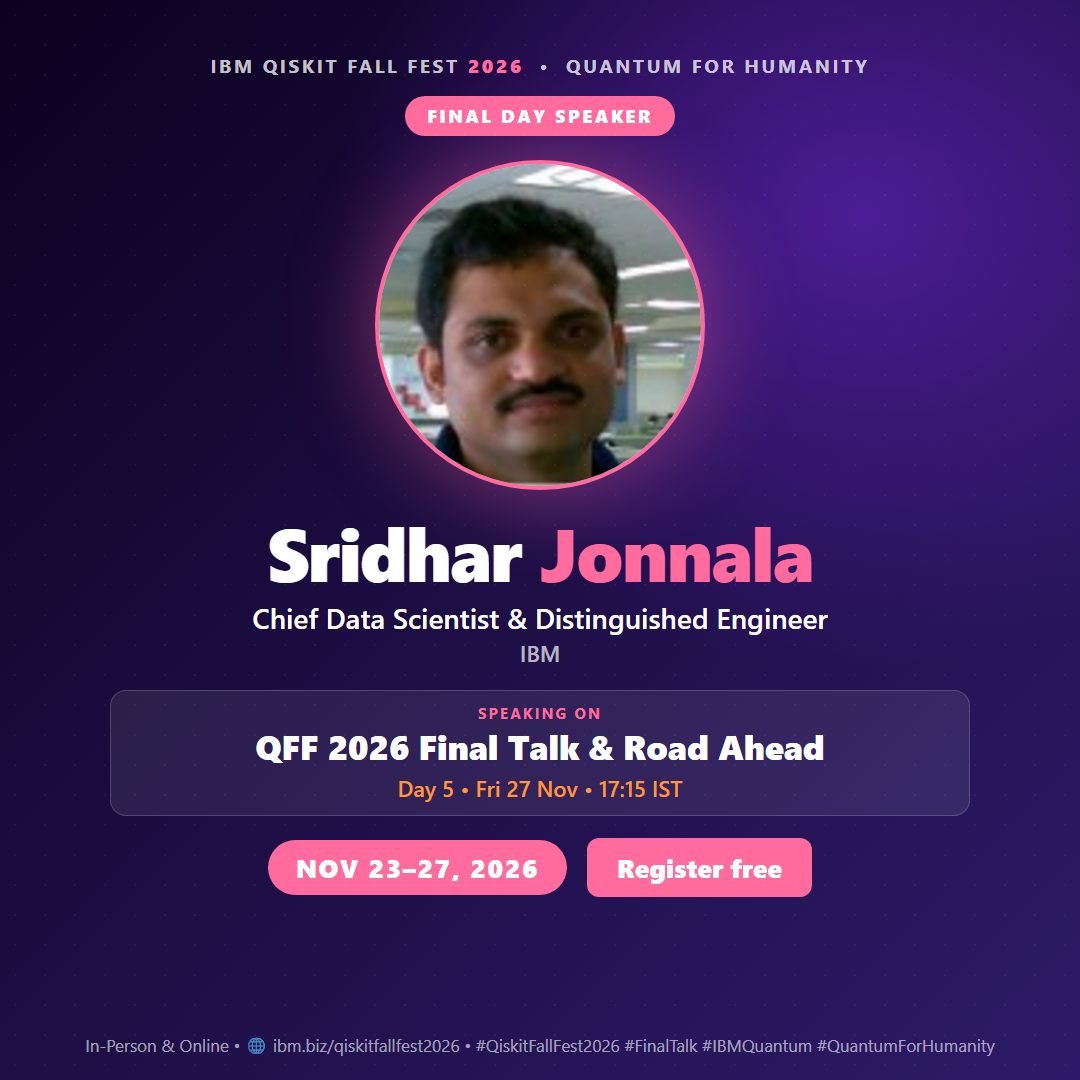 IBM QISKIT FALL FEST 2026 • QUANTUM FOR HUMANITY
FINAL DAY SPEAKER
Sridhar Jonnala
Chief Data Scientist & Distinguished Engineer
IBM
SPEAKING ON
QFF 2026 Final Talk & Road Ahead
Day 5 • Fri 27 Nov • 17:15 IST
NOV 23–27, 2026
Register free
In-Person & Online • 🌐 ibm.biz/qiskitfallfest2026 • #QiskitFallFest2026 #FinalTalk #IBMQuantum #QuantumForHumanity